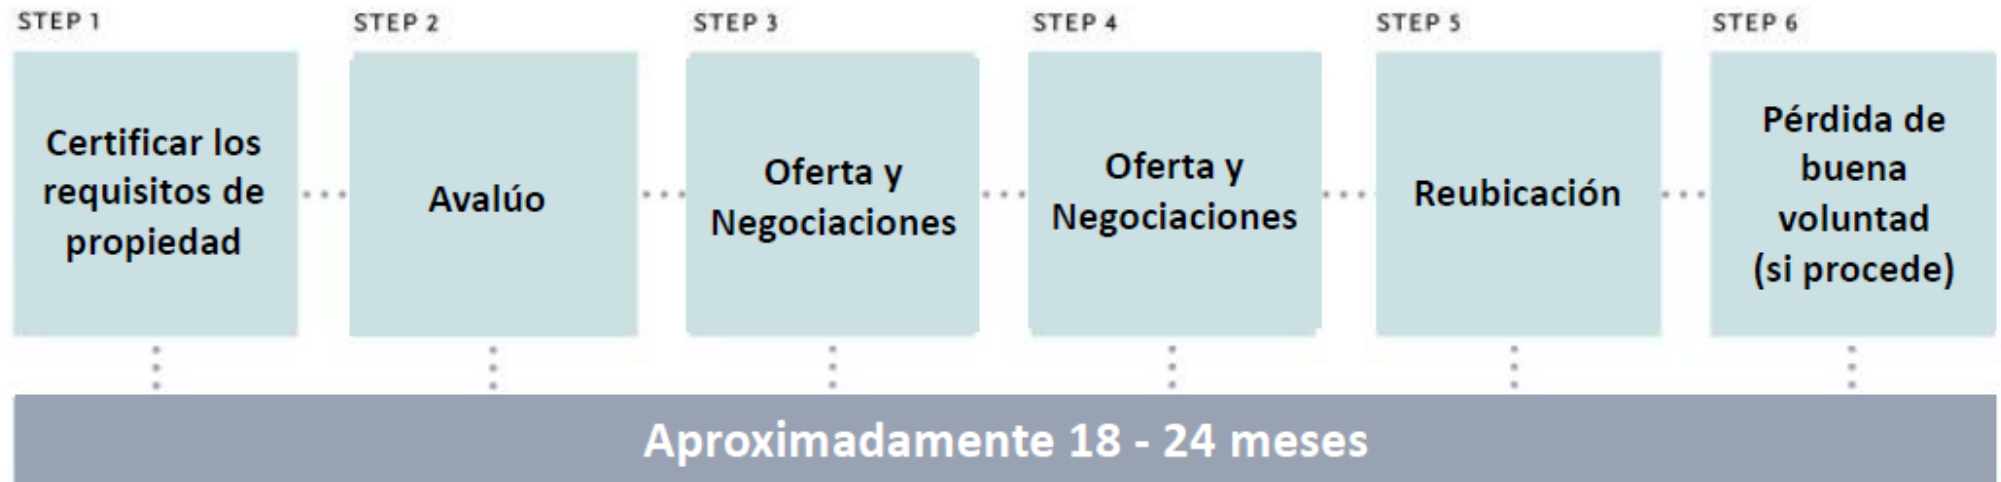 STEP 1
Certificar los
requisitos de
propiedad
STEP 2
Avalúo
STEP 3
Oferta y
Negociaciones
STEP 4
Oferta y
Negociaciones
STEP 5
Reubicación
STEP 6
Pérdida de
buena
voluntad
(si procede)
Aproximadamente 18 - 24 meses